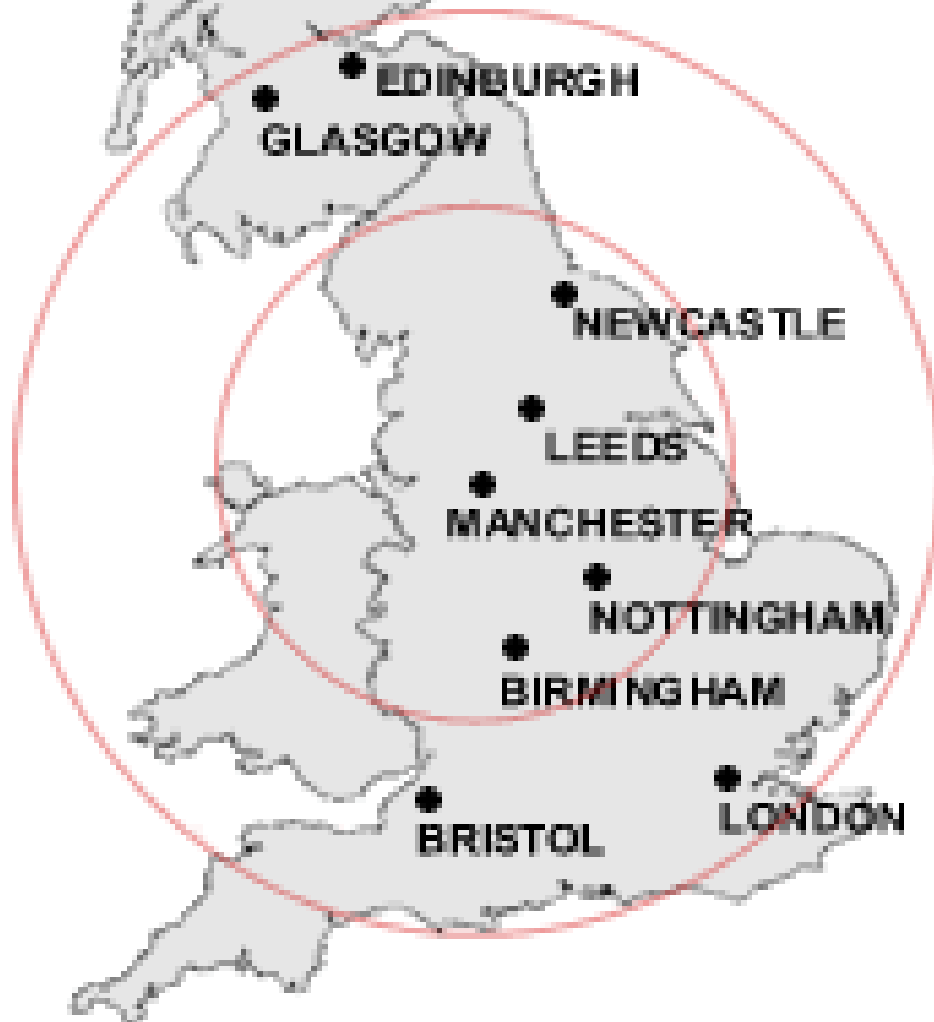 EDINBURGH
GLASGOW
NEWCASTLE
LEEDS
MANCHESTER
NOTTINGHAM
BIRMINGHAM
LONDON
BRISTOL